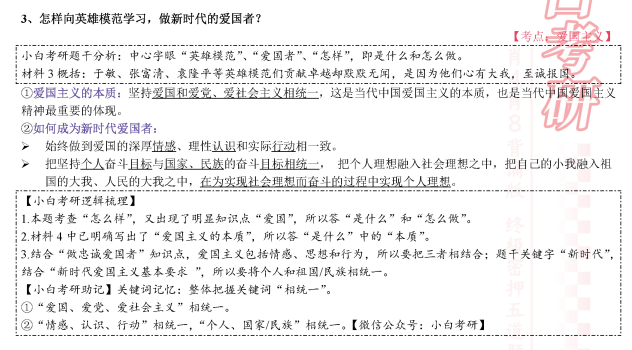 3、怎样向英雄模范学习，做新时代的爱国者？
【考点：爱国主义】
小白考研题干分析：中心字眼“英雄模范”、“爱国者”、“怎样”，即是什么和怎么做。
材料 3 概括：于敏、张富清、袁隆平等英雄模范们贡献卓越却默默无闻，是因为他们心有大我，至诚报国。
①爱国主义的本质：坚持爱国和爱党、爱社会主义相统一，这是当代中国爱国主义的本质，也是当代中国爱国主义
精神最重要的体现。
②如何成为新时代爱国者：
➢ 始终做到爱国的深厚情感、理性认识和实际行动相一致。
➢ 把坚持个人奋斗目标与国家、民族的奋斗目标相统一， 把个人理想融入社会理想之中，把自己的小我融入祖
国的大我、人民的大我之中，在为实现社会理想而奋斗的过程中实现个人理想。
【小白考研逻辑梳理】
1.本题考查“怎么样”，又出现了明显知识点“爱国”，所以答“是什么”和“怎么做”。
2.材料 4 中已明确写出了“爱国主义的本质”，所以答“是什么”中的“本质”。
3.结合“做忠诚爱国者”知识点，爱国主义包括情感、思想和行为，所以要把三者相结合；题干关键字“新时代”，
结合“新时代爱国主义基本要求 ”，所以要将个人和祖国/民族相统一。
【小白考研助记】关键词记忆：整体把握关键词“相统一”。
①“爱国、爱党、爱社会主义”相统一。
②“情感、认识、行动”相统一，“个人、国家/民族”相统一。【微信公众号：小白考研】
白考研